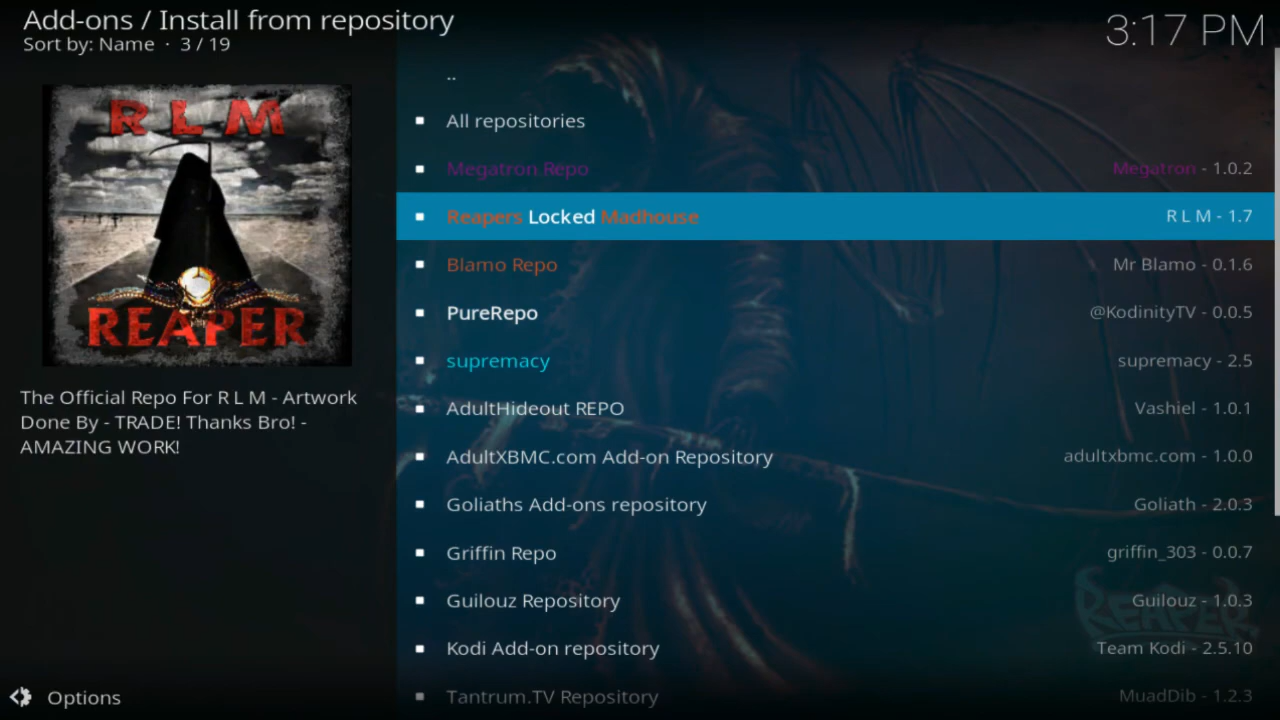 Add-ons / Install from repository
Sort by: Name · 3 / 19
3:17 PM
R L M
REAPER
The Official Repo For R L M - Artwork
Done By - TRADE! Thanks Bro! -
AMAZING WORK!
..
All repositories
Megatron Repo Megatron - 1.0.2
Reapers Locked Madhouse R L M - 1.7
Blamo Repo Mr Blamo - 0.1.6
PureRepo @KodinityTV - 0.0.5
supremacy supremacy - 2.5
AdultHideout REPO Vashiel - 1.0.1
AdultXBMC.com Add-on Repository adultxbmc.com - 1.0.0
Goliaths Add-ons repository Goliath - 2.0.3
Griffin Repo griffin_303 - 0.0.7
Guilouz Repository Guilouz - 1.0.3
Kodi Add-on repository Team Kodi - 2.5.10
Tantrum.TV Repository MuadDib - 1.2.3
REAPER
Options